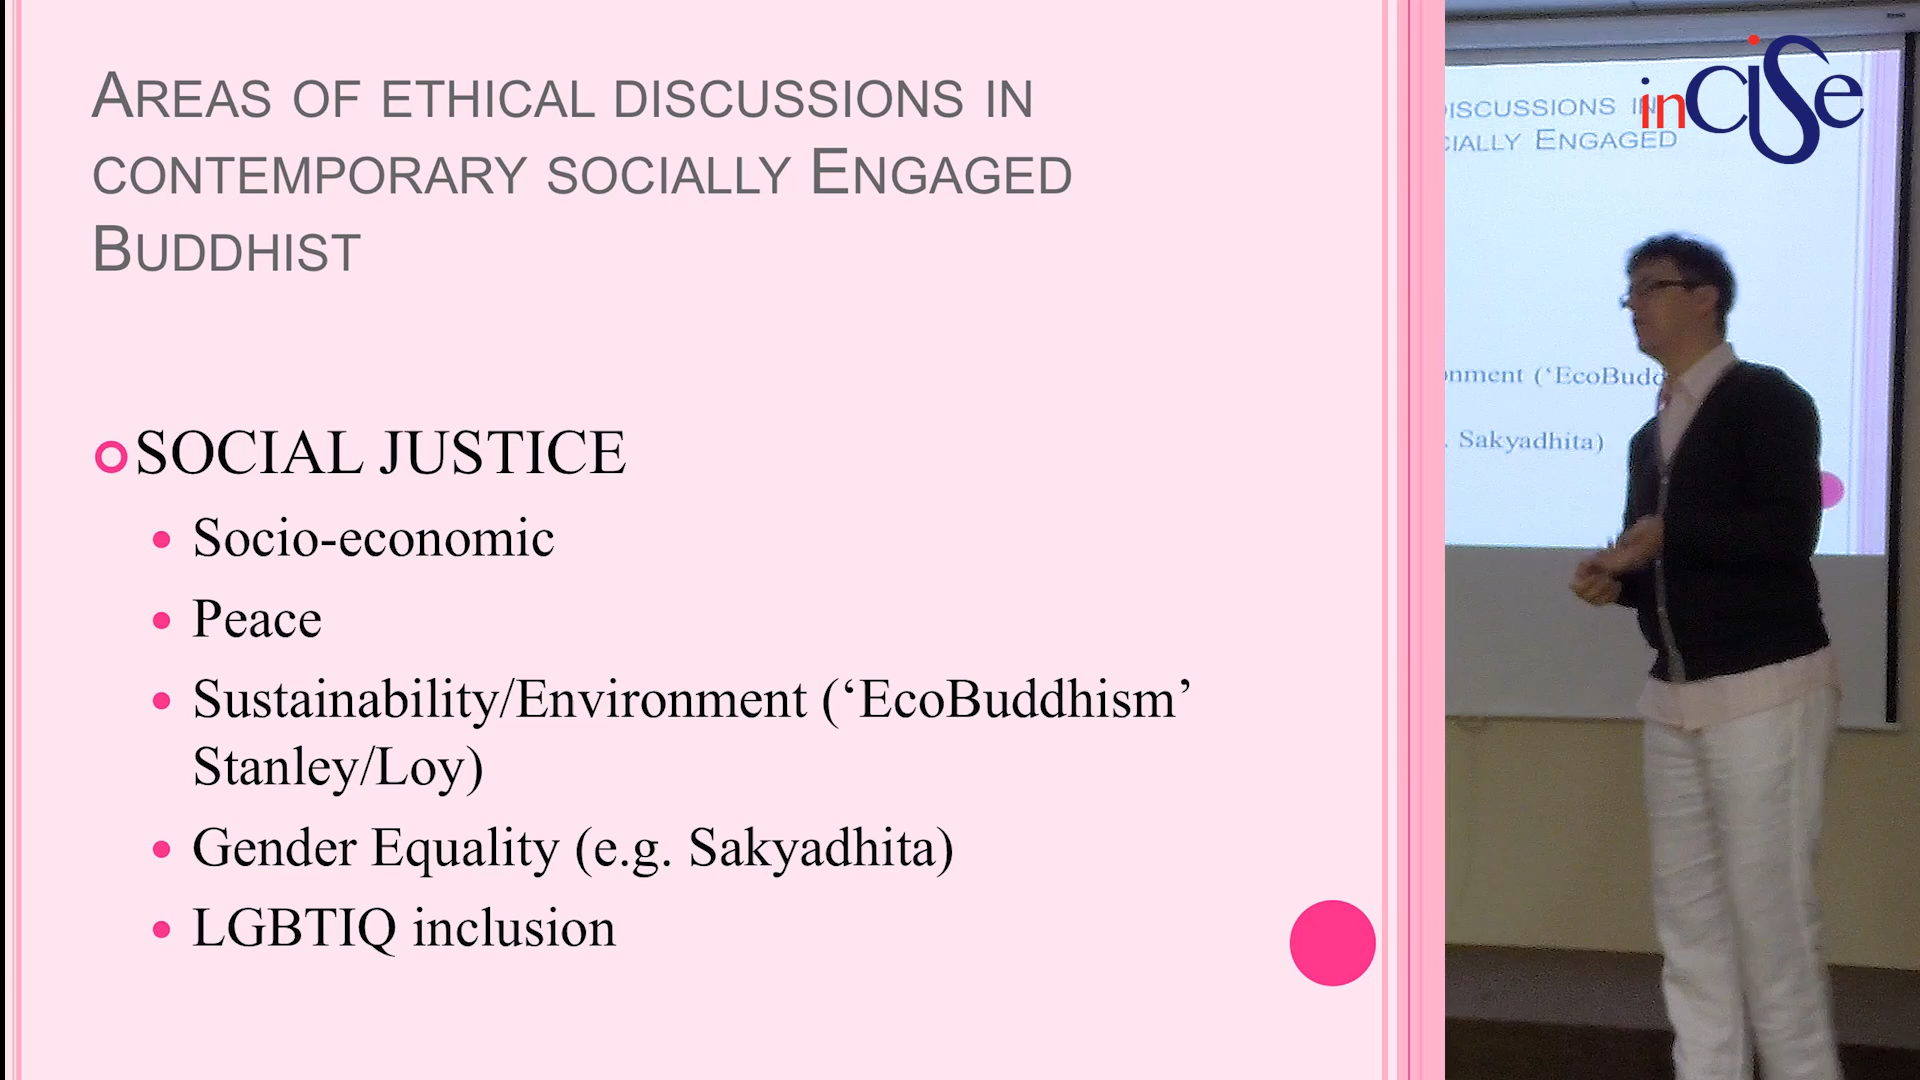 AREAS OF ETHICAL DISCUSSIONS IN
CONTEMPORARY SOCIALLY ENGAGED
BUDDHIST
SOCIAL JUSTICE
• Socio-economic
• Peace
• Sustainability/Environment (‘EcoBuddhism’
Stanley/Loy)
• Gender Equality (e.g. Sakyadhita)
• LGBTIQ inclusion
inCISe
DISCUSSIONS IN
CIALLY ENGAGED
onment (‘EcoBudd
. Sakyadhita)